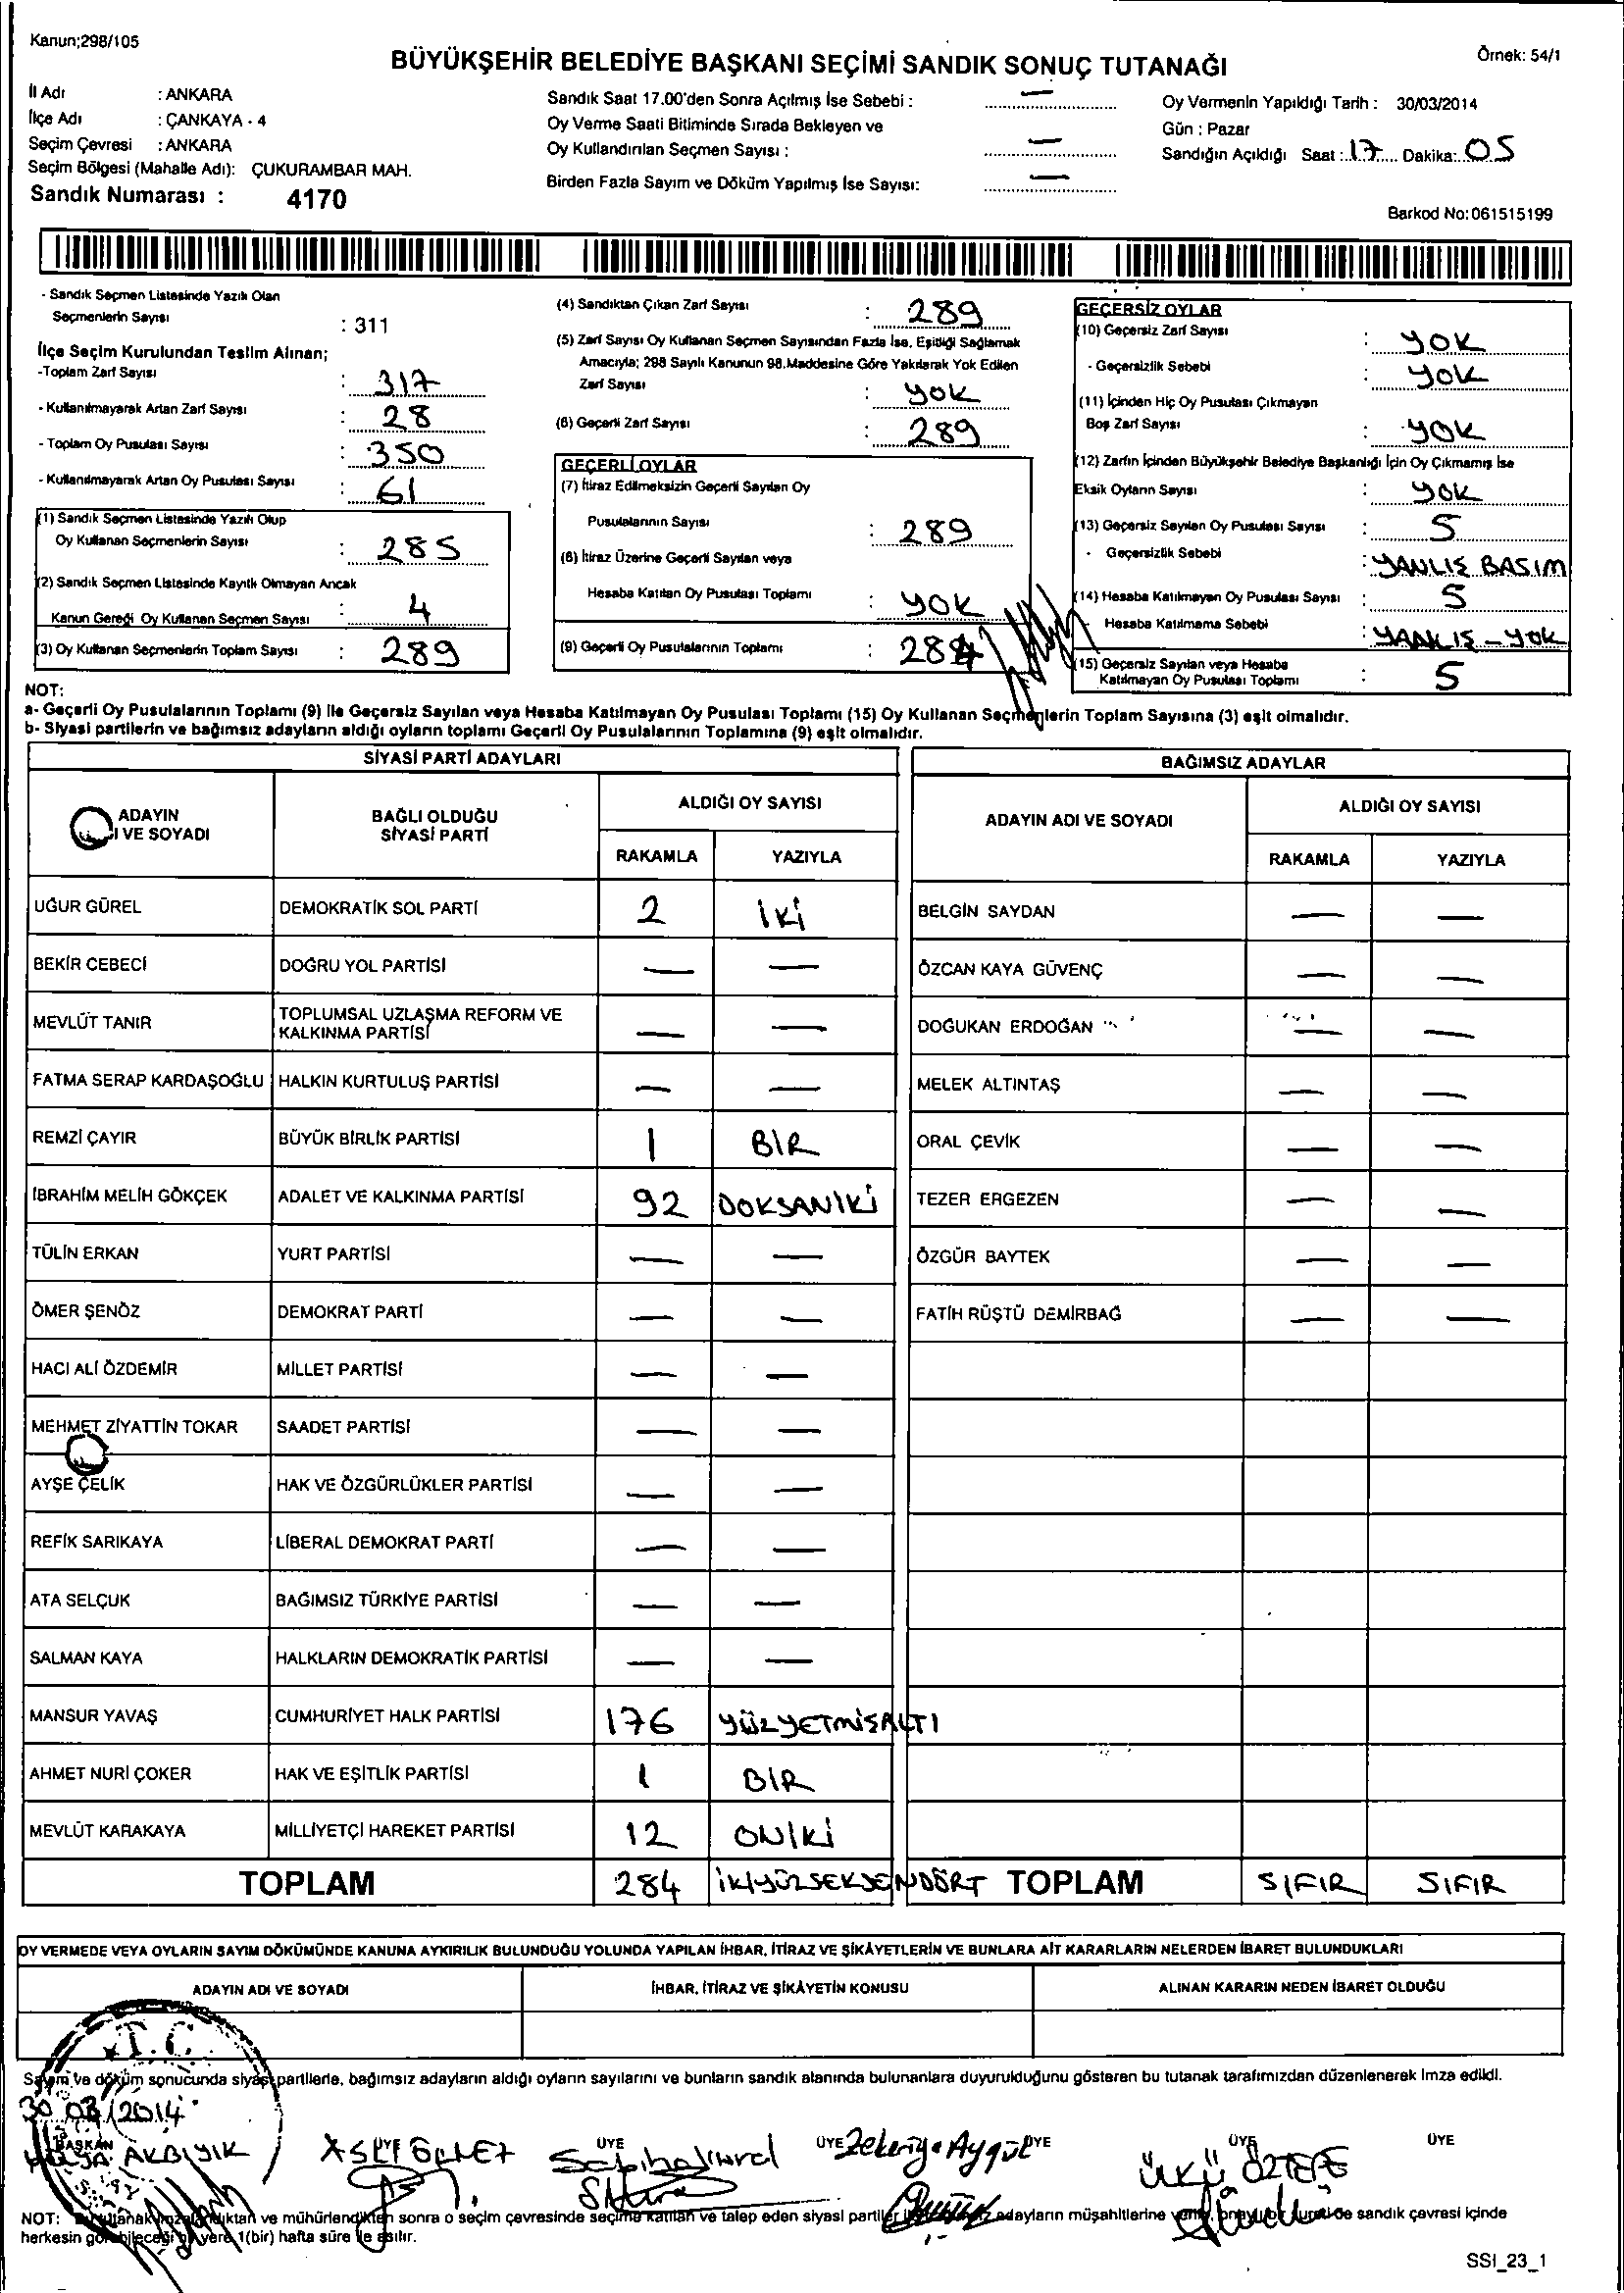 Kanun;298/105
Örnek: 54/1
BÜYÜKŞEHİR BELEDİYE BAŞKANI SEÇİMİ SANDIK SONUÇ TUTANAĞI
İl Adı : ANKARA
İlçe Adı : ÇANKAYA - 4
Seçim Çevresi : ANKARA
Seçim Bölgesi (Mahalle Adı): ÇUKURAMBAR MAH.
Sandık Numarası : 4170
Sandık Saat 17.00'den Sonra Açılmış İse Sebebi : —
Oy Verme Saati Bitiminde Sırada Bekleyen ve
Oy Kullandırılan Seçmen Sayısı : —
Birden Fazla Sayım ve Döküm Yapılmış İse Sayısı: —
Oy Vermenin Yapıldığı Tarih : 30/03/2014
Gün : Pazar
Sandığın Açıldığı Saat : 17 Dakika: 05
Barkod No:061515199
- Sandık Seçmen Listesinde Yazılı Olan
Seçmenlerin Sayısı : 311
İlçe Seçim Kurulundan Teslim Alınan;
-Toplam Zarf Sayısı : 317
- Kullanılmayarak Artan Zarf Sayısı : 28
- Toplam Oy Pusulası Sayısı : 350
- Kullanılmayarak Artan Oy Pusulası Sayısı : 61
(1) Sandık Seçmen Listesinde Yazılı Olup
Oy Kullanan Seçmenlerin Sayısı : 285
(2) Sandık Seçmen Listesinde Kayıtlı Olmayan Ancak
Kanun Gereği Oy Kullanan Seçmen Sayısı : 4
(3) Oy Kullanan Seçmenlerin Toplam Sayısı : 289
(4) Sandıktan Çıkan Zarf Sayısı : 289
(5) Zarf Sayısı Oy Kullanan Seçmen Sayısından Fazla İse, Eşitliği Sağlamak
Amacıyla; 298 Sayılı Kanunun 98.Maddesine Göre Yakılarak Yok Edilen
Zarf Sayısı : YOK
(6) Geçerli Zarf Sayısı : 289
GEÇERLİ OYLAR
(7) İtiraz Edilmeksizin Geçerli Sayılan Oy
Pusulalarının Sayısı : 289
(8) İtiraz Üzerine Geçerli Sayılan veya
Hesaba Katılan Oy Pusulası Toplamı : YOK
(9) Geçerli Oy Pusulalarının Toplamı : 284
GEÇERSİZ OYLAR
(10) Geçersiz Zarf Sayısı : YOK
- Geçersizlik Sebebi : YOK
(11) İçinden Hiç Oy Pusulası Çıkmayan
Boş Zarf Sayısı : YOK
(12) Zarfın İçinden Büyükşehir Belediye Başkanlığı İçin Oy Çıkmamış İse
Eksik Oyların Sayısı : YOK
(13) Geçersiz Sayılan Oy Pusulası Sayısı : 5
- Geçersizlik Sebebi : YANLIŞ BASIM
(14) Hesaba Katılmayan Oy Pusulası Sayısı : 5
- Hesaba Katılmama Sebebi : YANLIŞ - YOK
(15) Geçersiz Sayılan veya Hesaba
Katılmayan Oy Pusulası Toplamı : 5
NOT:
a- Geçerli Oy Pusulalarının Toplamı (9) ile Geçersiz Sayılan veya Hesaba Katılmayan Oy Pusulası Toplamı (15) Oy Kullanan Seçmenlerin Toplam Sayısına (3) eşit olmalıdır.
b- Siyasi partilerin ve bağımsız adayların aldığı oyların toplamı Geçerli Oy Pusulalarının Toplamına (9) eşit olmalıdır.
SİYASİ PARTİ ADAYLARI
ADAYIN
I VE SOYADI
BAĞLI OLDUĞU
SİYASİ PARTİ
ALDIĞI OY SAYISI
RAKAMLA YAZIYLA
UĞUR GÜREL DEMOKRATİK SOL PARTİ 2 İKİ
BEKİR CEBECİ DOĞRU YOL PARTİSİ — —
MEVLÜT TANIR TOPLUMSAL UZLAŞMA REFORM VE
KALKINMA PARTİSİ — —
FATMA SERAP KARDAŞOĞLU HALKIN KURTULUŞ PARTİSİ — —
REMZİ ÇAYIR BÜYÜK BİRLİK PARTİSİ 1 BİR
İBRAHİM MELİH GÖKÇEK ADALET VE KALKINMA PARTİSİ 92 DOKSANİKİ
TÜLİN ERKAN YURT PARTİSİ — —
ÖMER ŞENÖZ DEMOKRAT PARTİ — —
HACI ALİ ÖZDEMİR MİLLET PARTİSİ — —
MEHMET ZİYATTİN TOKAR SAADET PARTİSİ — —
AYŞE ÇELİK HAK VE ÖZGÜRLÜKLER PARTİSİ — —
REFİK SARIKAYA LİBERAL DEMOKRAT PARTİ — —
ATA SELÇUK BAĞIMSIZ TÜRKİYE PARTİSİ — —
SALMAN KAYA HALKLARIN DEMOKRATİK PARTİSİ — —
MANSUR YAVAŞ CUMHURİYET HALK PARTİSİ 176 YÜZYETMİŞALTI
AHMET NURİ ÇOKER HAK VE EŞİTLİK PARTİSİ 1 BİR
MEVLÜT KARAKAYA MİLLİYETÇİ HAREKET PARTİSİ 12 ONİKİ
TOPLAM 284 İKİYÜZSEKSENDÖRT
BAĞIMSIZ ADAYLAR
ADAYIN ADI VE SOYADI
ALDIĞI OY SAYISI
RAKAMLA YAZIYLA
BELGİN SAYDAN — —
ÖZCAN KAYA GÜVENÇ — —
DOĞUKAN ERDOĞAN — —
MELEK ALTINTAŞ — —
ORAL ÇEVİK — —
TEZER ERGEZEN — —
ÖZGÜR BAYTEK — —
FATİH RÜŞTÜ DEMİRBAĞ — —
TOPLAM SIFIR SIFIR
OY VERMEDE VEYA OYLARIN SAYIM DÖKÜMÜNDE KANUNA AYKIRILIK BULUNDUĞU YOLUNDA YAPILAN İHBAR, İTİRAZ VE ŞİKÂYETLERİN VE BUNLARA AİT KARARLARIN NELERDEN İBARET BULUNDUKLARI
ADAYIN ADI VE SOYADI
İHBAR, İTİRAZ VE ŞİKÂYETİN KONUSU
ALINAN KARARIN NEDEN İBARET OLDUĞU
T.C.
Sayım ve döküm sonucunda siyasi partilerle, bağımsız adayların aldığı oyların sayılarını ve bunların sandık alanında bulunanlara duyurulduğunu gösteren bu tutanak tarafımızdan düzenlenerek imza edildi.
30.03/2014
BAŞKAN ÜYE ÜYE ÜYE ÜYE ÜYE ÜYE
AKBIYIK Zekeriya Aygül ÜLKÜ ÖZTEPE
NOT: Bu tutanak imzalandıktan ve mühürlendikten sonra o seçim çevresinde seçime katılan ve talep eden siyasi partiler adayların müşahitlerine sandık çevresi içinde
herkesin görebileceği bir yere 1(bir) hafta süre ile asılır.
SSI_23_1